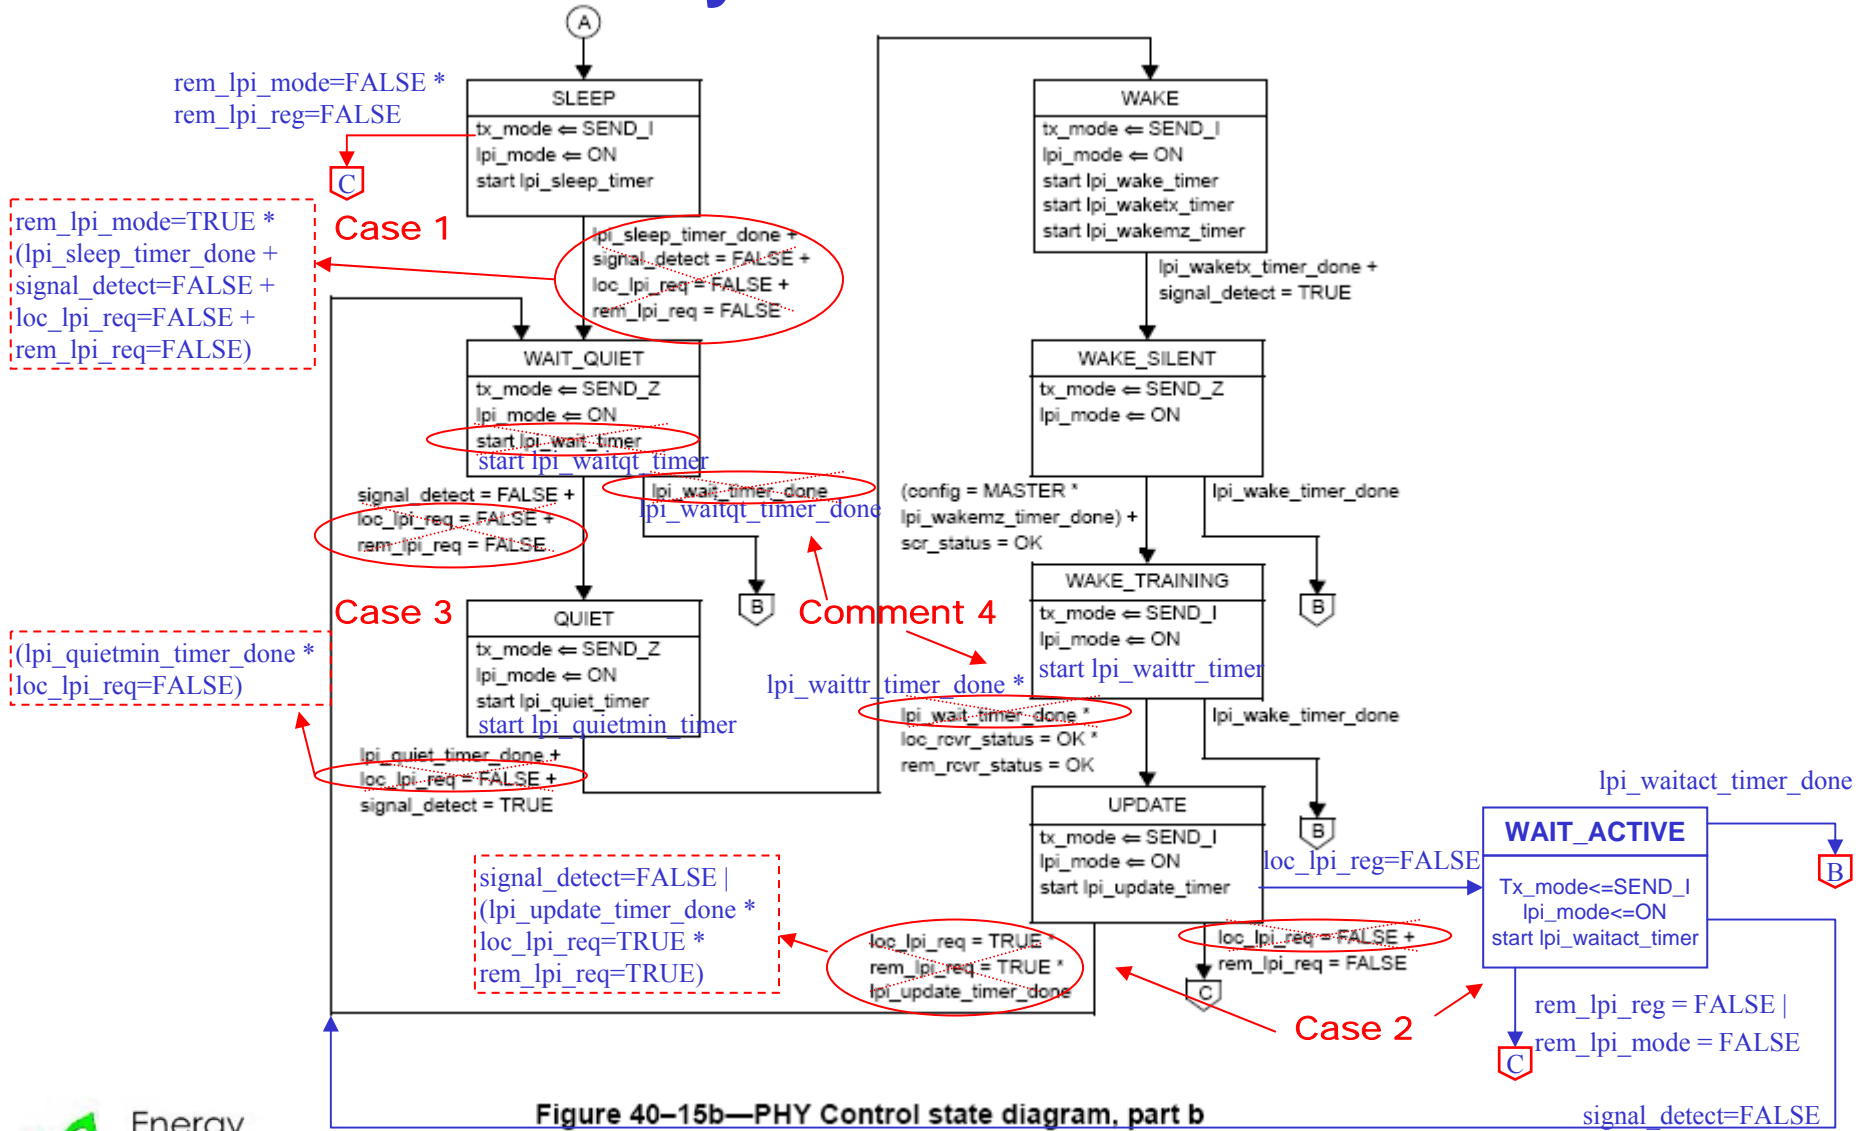 A
rem_lpi_mode=FALSE *
rem_lpi_reg=FALSE
C
Case 1
SLEEP
tx_mode ⇐ SEND_I
lpi_mode ⇐ ON
start lpi_sleep_timer
lpi_sleep_timer_done +
signal_detect = FALSE +
loc_lpi_req = FALSE +
rem_lpi_req = FALSE
rem_lpi_mode=TRUE *
(lpi_sleep_timer_done +
signal_detect=FALSE +
loc_lpi_req=FALSE +
rem_lpi_req=FALSE)
WAIT_QUIET
tx_mode ⇐ SEND_Z
lpi_mode ⇐ ON
start lpi_wait_timer
start lpi_waitqt_timer
signal_detect = FALSE +
loc_lpi_req = FALSE +
rem_lpi_req = FALSE
lpi_wait_timer_done
lpi_waitqt_timer_done
B
Case 3
QUIET
tx_mode ⇐ SEND_Z
lpi_mode ⇐ ON
start lpi_quiet_timer
start lpi_quietmin_timer
(lpi_quietmin_timer_done *
loc_lpi_req=FALSE)
lpi_quiet_timer_done +
loc_lpi_req = FALSE +
signal_detect = TRUE
WAKE
tx_mode ⇐ SEND_I
lpi_mode ⇐ ON
start lpi_wake_timer
start lpi_waketx_timer
start lpi_wakemz_timer
lpi_waketx_timer_done +
signal_detect = TRUE
WAKE_SILENT
tx_mode ⇐ SEND_Z
lpi_mode ⇐ ON
(config = MASTER *
lpi_wakemz_timer_done) +
scr_status = OK
lpi_wake_timer_done
B
Comment 4
WAKE_TRAINING
tx_mode ⇐ SEND_I
lpi_mode ⇐ ON
start lpi_waittr_timer
lpi_waittr_timer_done *
lpi_wait_timer_done *
loc_rcvr_status = OK *
rem_rcvr_status = OK
lpi_wake_timer_done
B
UPDATE
tx_mode ⇐ SEND_I
lpi_mode ⇐ ON
start lpi_update_timer
loc_lpi_reg=FALSE
signal_detect=FALSE |
(lpi_update_timer_done *
loc_lpi_req=TRUE *
rem_lpi_req=TRUE)
loc_lpi_req = TRUE *
rem_lpi_req = TRUE *
lpi_update_timer_done
loc_lpi_req = FALSE +
rem_lpi_req = FALSE
C
Case 2
lpi_waitact_timer_done
WAIT_ACTIVE
Tx_mode<=SEND_I
lpi_mode<=ON
start lpi_waitact_timer
B
rem_lpi_reg = FALSE |
rem_lpi_mode = FALSE
C
signal_detect=FALSE
Figure 40–15b—PHY Control state diagram, part b
Energy